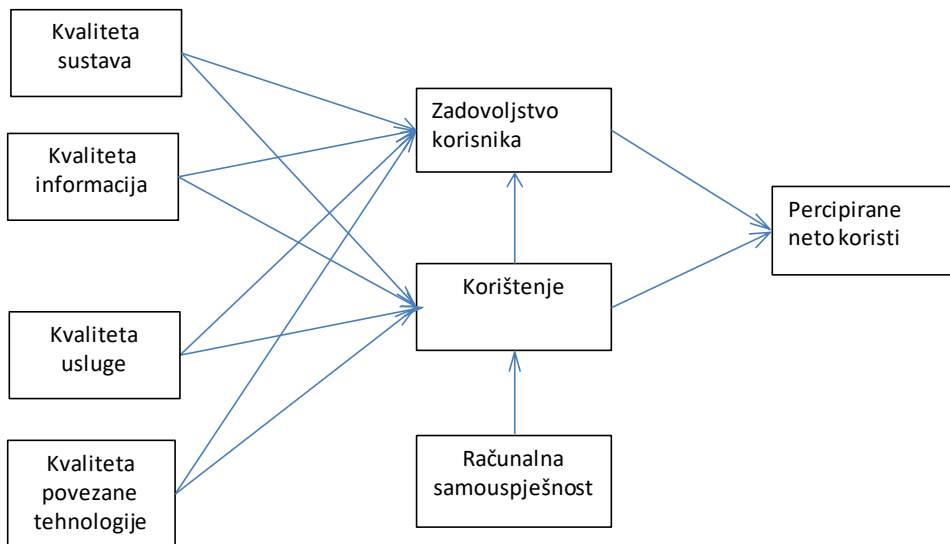 Kvaliteta
sustava
Kvaliteta
informacija
Kvaliteta
usluge
Kvaliteta
povezane
tehnologije
Zadovoljstvo
korisnika
Korištenje
Računalna
samouspješnost
Percipirane
neto koristi